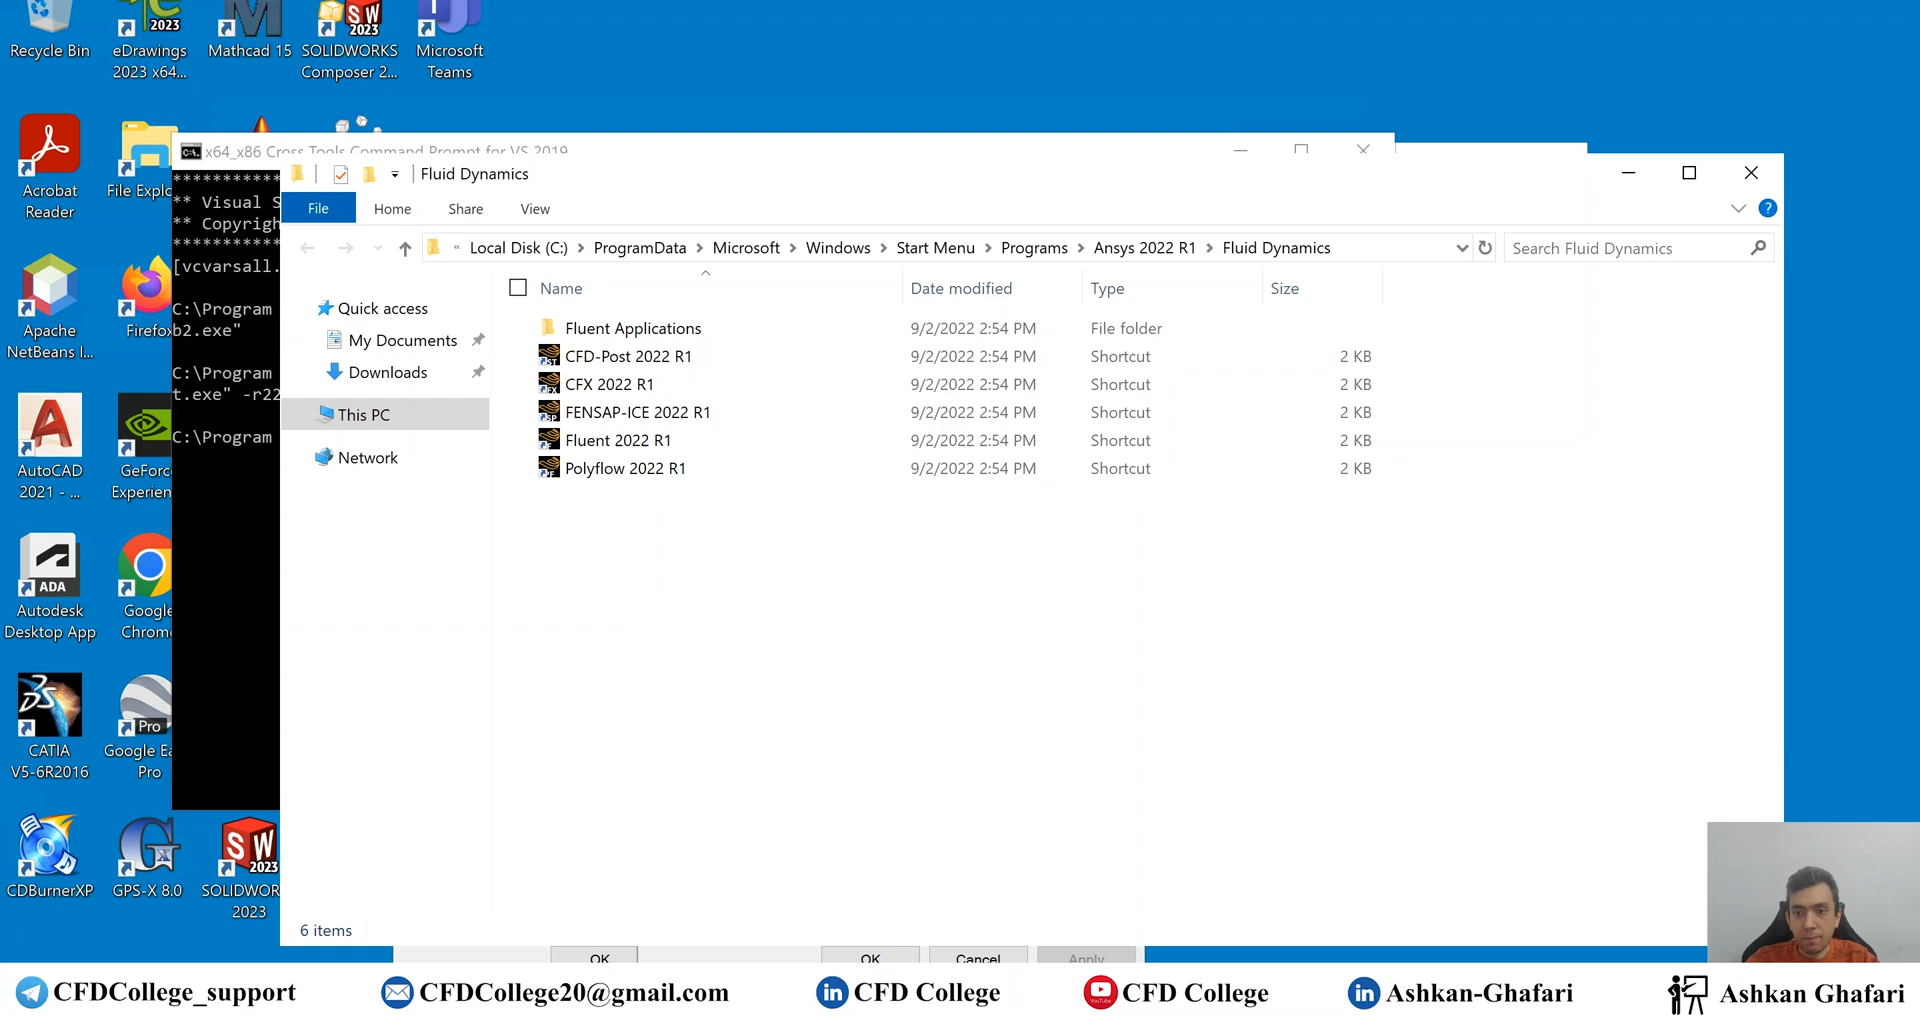 Recycle Bin
eDrawings
2023 x64...
2023
Mathcad 15
SOLIDWORKS
Composer 2...
SW
2023
Microsoft
Teams
Acrobat
Reader
File Explo
Apache
NetBeans I...
Firefox
AutoCAD
2021 - ...
GeForc
Experien
ADA
Autodesk
Desktop App
Google
Chrom
CATIA
V5-6R2016
Pro
Google Ea
Pro
CDBurnerXP
GPS-X 8.0
SW
2023
SOLIDWOR
2023
x64_x86 Cross Tools Command Prompt for VS 2019
**************
** Visual S
** Copyrigh
**************
[vcvarsall.
C:\Program
b2.exe"
C:\Program
t.exe" -r22
C:\Program
Fluid Dynamics
File
Home
Share
View
« Local Disk (C:) > ProgramData > Microsoft > Windows > Start Menu > Programs > Ansys 2022 R1 > Fluid Dynamics
Search Fluid Dynamics
Quick access
My Documents
Downloads
This PC
Network
Name Date modified Type Size
Fluent Applications 9/2/2022 2:54 PM File folder
CFD-Post 2022 R1 9/2/2022 2:54 PM Shortcut 2 KB
CFX 2022 R1 9/2/2022 2:54 PM Shortcut 2 KB
FENSAP-ICE 2022 R1 9/2/2022 2:54 PM Shortcut 2 KB
Fluent 2022 R1 9/2/2022 2:54 PM Shortcut 2 KB
Polyflow 2022 R1 9/2/2022 2:54 PM Shortcut 2 KB
6 items
OK
OK
Cancel
Apply
CFDCollege_support
CFDCollege20@gmail.com
CFD College
CFD College
Ashkan-Ghafari
Ashkan Ghafari